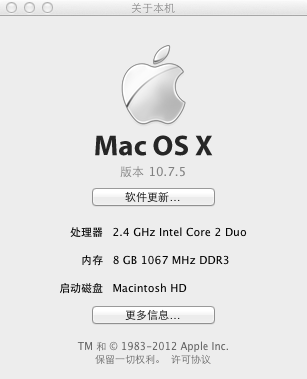 关于本机
Mac OS X
版本 10.7.5
软件更新...
处理器 2.4 GHz Intel Core 2 Duo
内存 8 GB 1067 MHz DDR3
启动磁盘 Macintosh HD
更多信息...
TM 和 © 1983-2012 Apple Inc.
保留一切权利。 许可协议